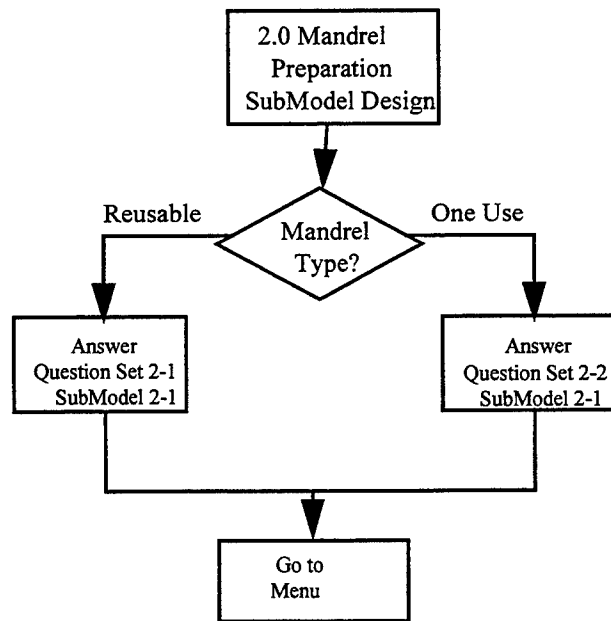 2.0 Mandrel
Preparation
SubModel Design
Reusable
One Use
Mandrel
Type?
Answer
Question Set 2-1
SubModel 2-1
Answer
Question Set 2-2
SubModel 2-1
Go to
Menu